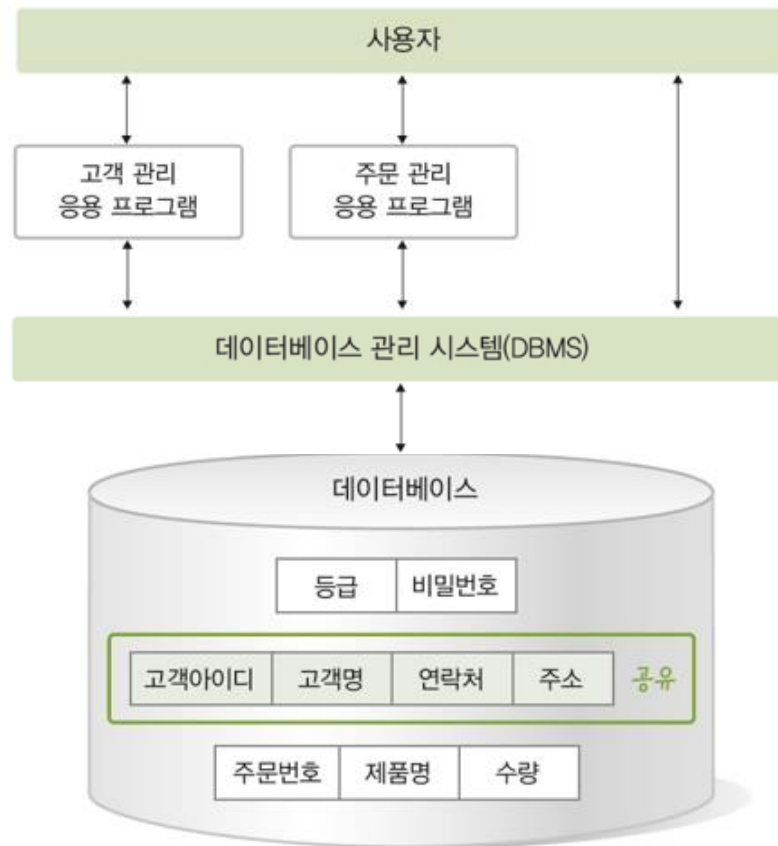 사용자
고객 관리
응용 프로그램
주문 관리
응용 프로그램
데이터베이스 관리 시스템(DBMS)
데이터베이스
등급 비밀번호
고객아이디 고객명 연락처 주소 공유
주문번호 제품명 수량